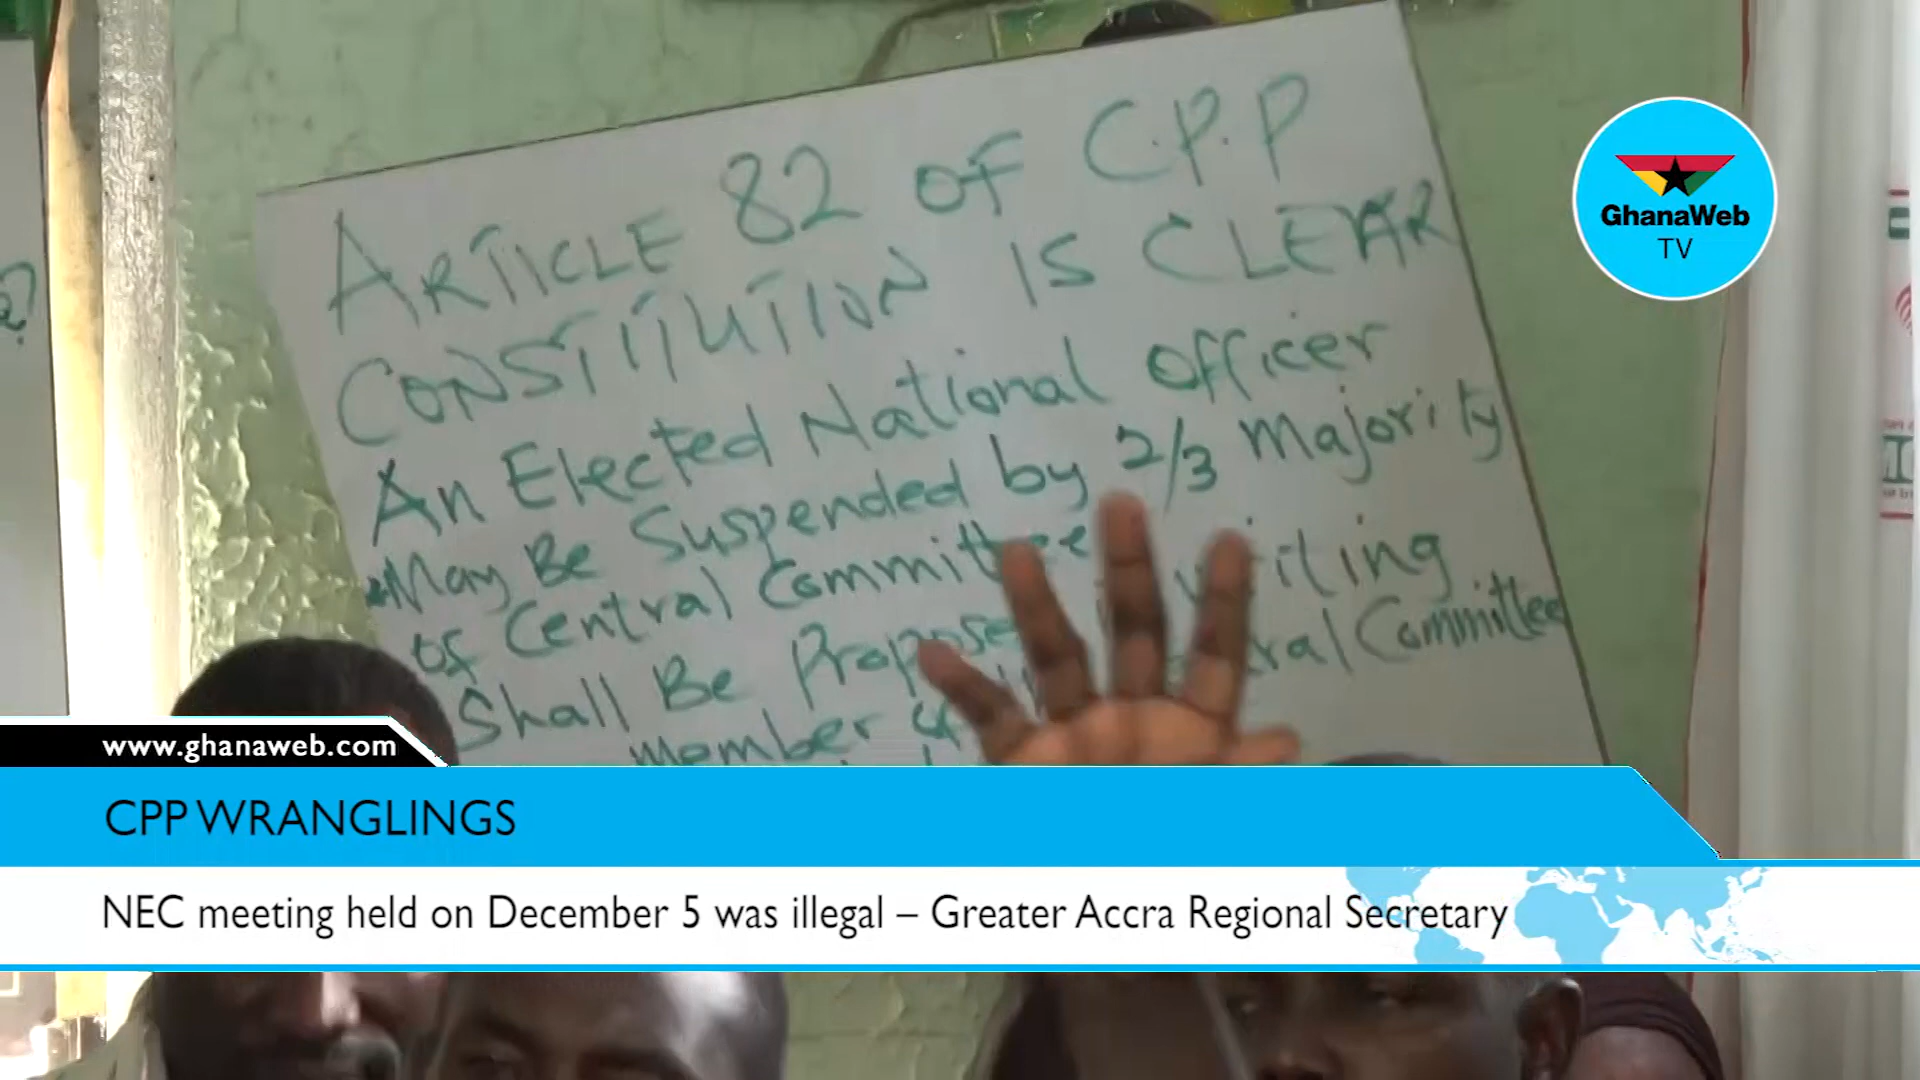 ARTICLE 82 OF C.P.P
CONSTITUTION IS CLEAR
An Elected National Officer
May Be Suspended by 2/3 Majority
of Central Committee
Shall Be Committee
member
GhanaWeb
TV
www.ghanaweb.com
CPP WRANGLINGS
NEC meeting held on December 5 was illegal – Greater Accra Regional Secretary